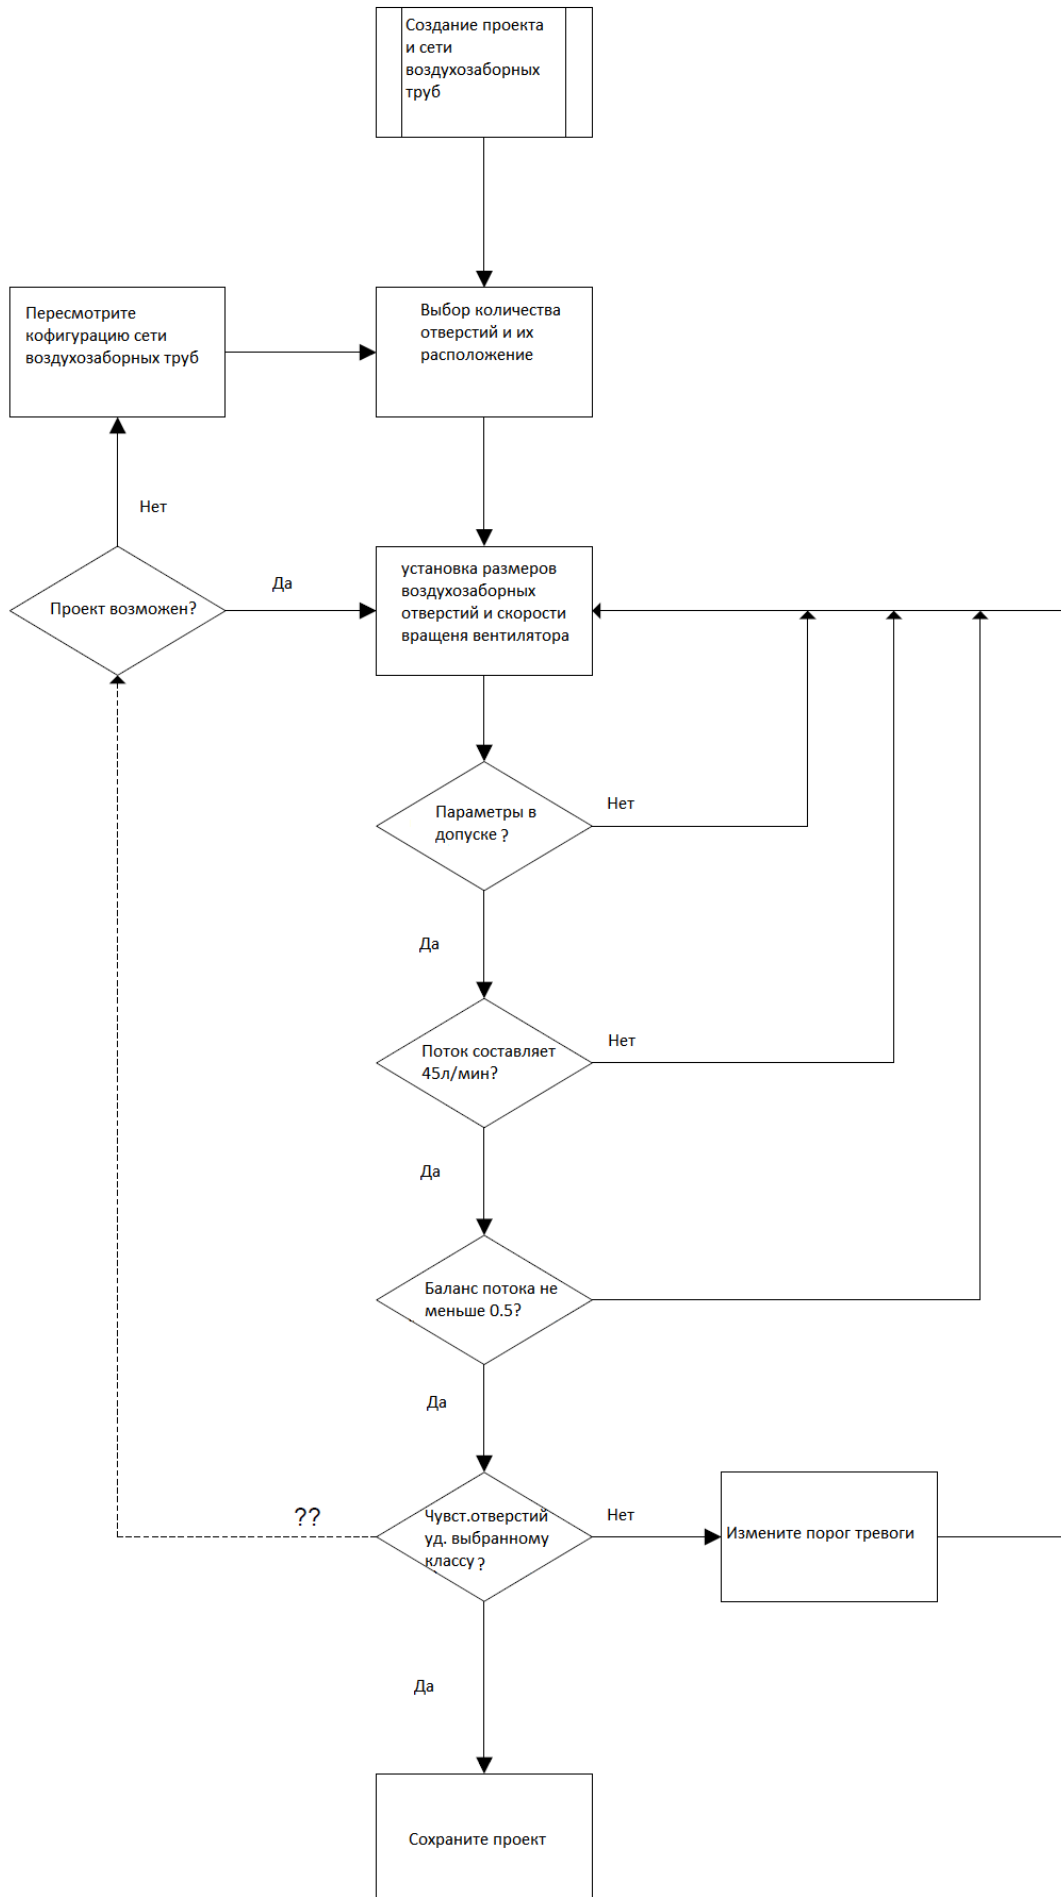 Создание проекта
и сети
воздухозаборных
труб
Пересмотрите
кофигурацию сети
воздухозаборных труб
Выбор количества
отверстий и их
расположение
Нет
Проект возможен?
Да
установка размеров
воздухозаборных
отверстий и скорости
вращеня вентилятора
Параметры в
допуске ?
Нет
Да
Поток составляет
45л/мин?
Нет
Да
Баланс потока не
меньше 0.5?
Да
??
Чувст.отверстий
уд. выбранному
классу ?
Нет
Измените порог тревоги
Да
Сохраните проект